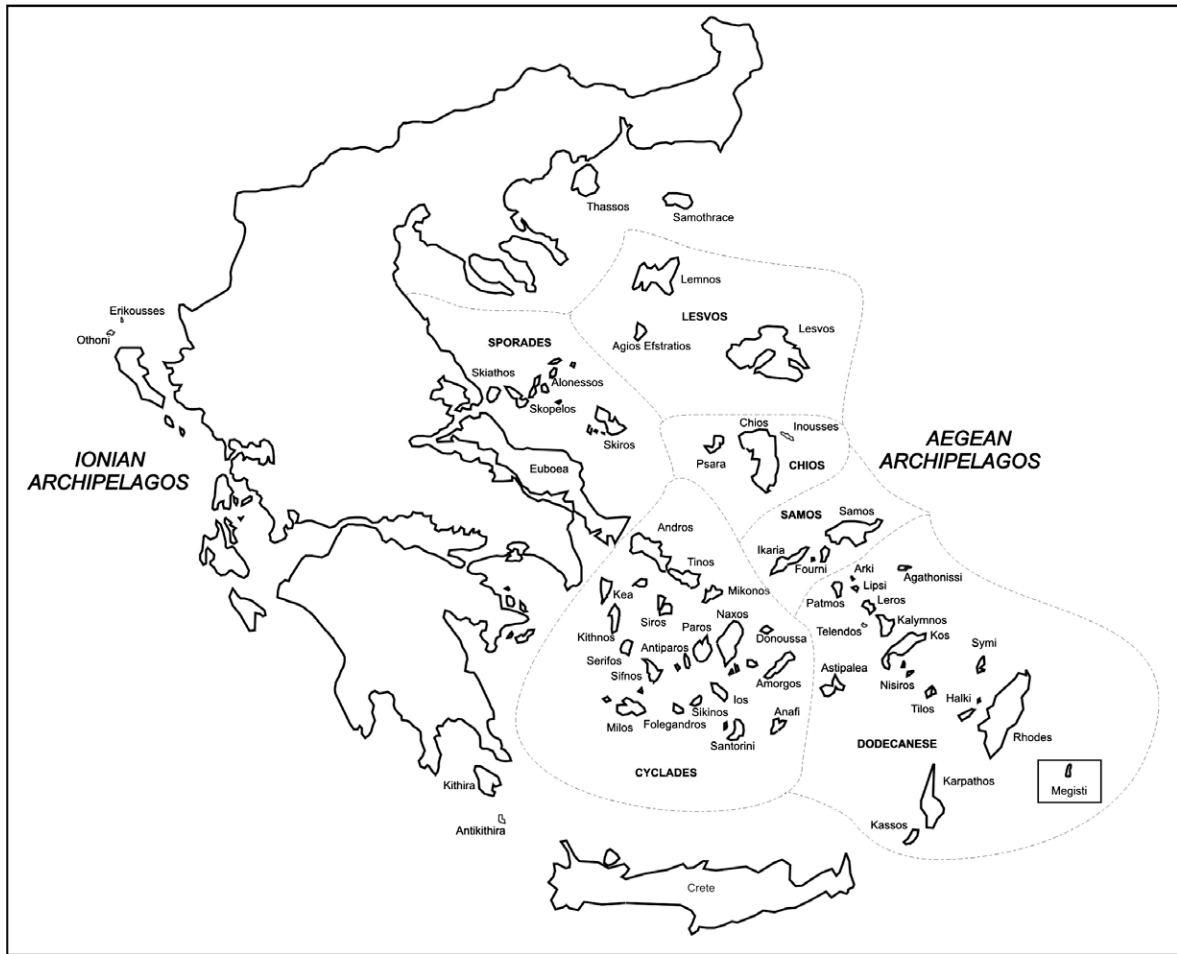 Thassos
Samothrace
Lemnos
LESVOS
Lesvos
Agios Efstratios
Erikousses
Othoni
SPORADES
Skiathos
Alonessos
Skopelos
Skiros
Chios
Inousses
Psara
CHIOS
IONIAN
ARCHIPELAGOS
AEGEAN
ARCHIPELAGOS
Euboea
SAMOS
Samos
Andros
Ikaria
Fourni
Tinos
Arki
Agathonissi
Lipsi
Kea
Mikonos
Patmos
Leros
Siros
Naxos
Kalymnos
Telendos
Kithnos
Paros
Donoussa
Kos
Symi
Serifos
Antiparos
Sifnos
Astipalea
Amorgos
Nisiros
Ios
Halki
Tilos
Sikinos
Anafi
Milos
Folegandros
Santorini
Rhodes
DODECANESE
CYCLADES
Kithira
Karpathos
Megisti
Antikithira
Kassos
Crete